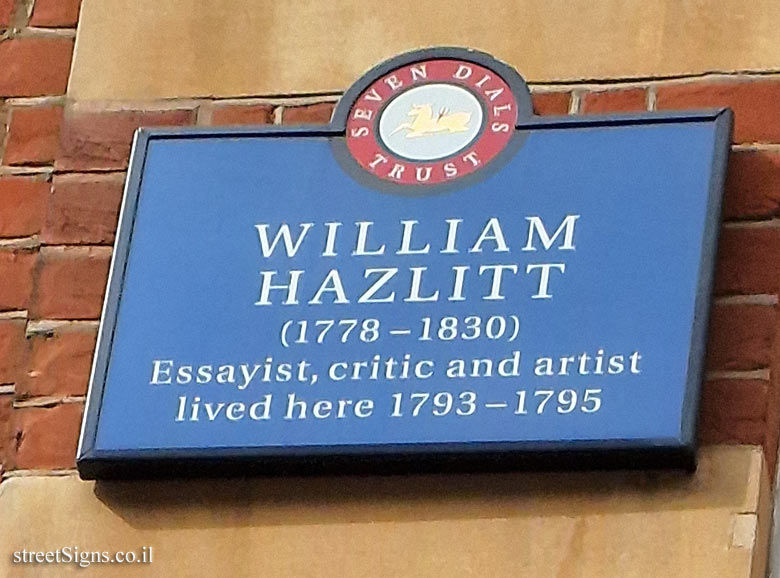 SEVEN DIALS
TRUST
WILLIAM
HAZLITT
(1778 – 1830)
Essayist, critic and artist
lived here 1793 – 1795
streetSigns.co.il